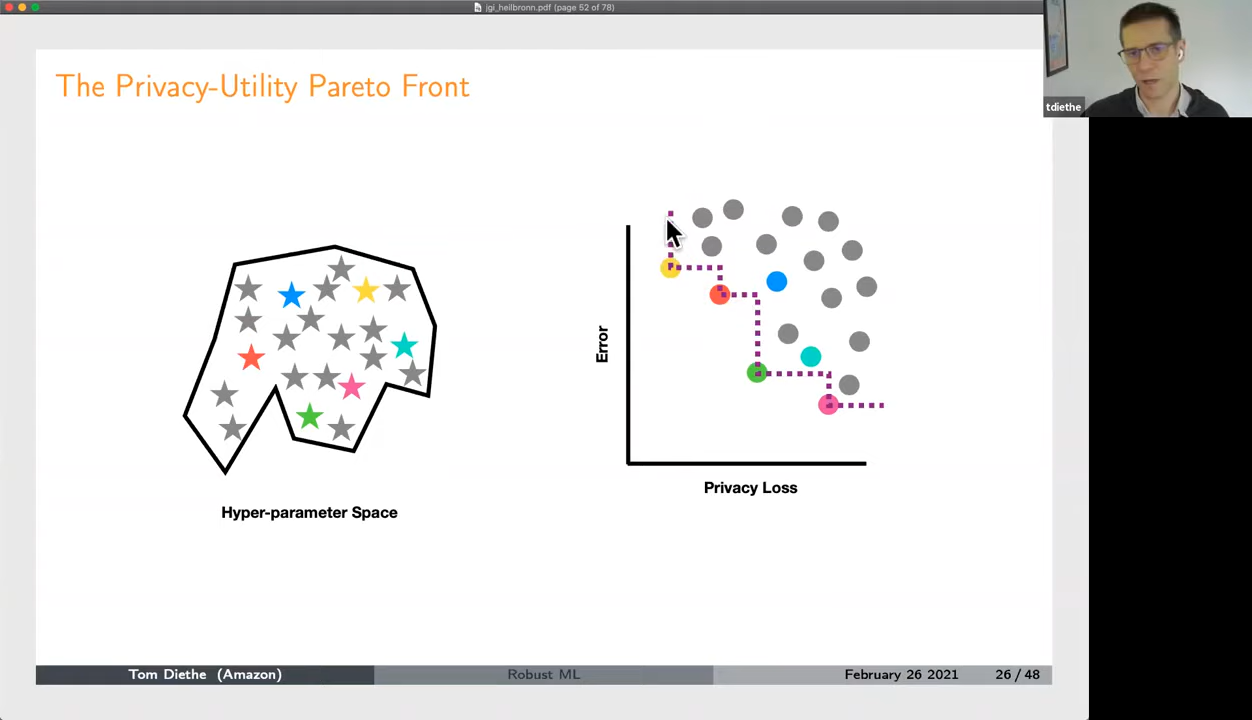 jgi_heilbronn.pdf (page 52 of 78)
tdiethe
The Privacy-Utility Pareto Front
Hyper-parameter Space
Error
Privacy Loss
Tom Diethe (Amazon)
Robust ML
February 26 2021
26 / 48